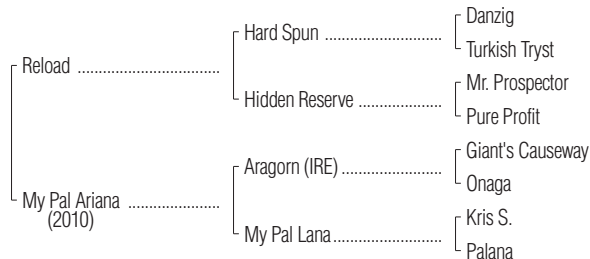 Danzig
Hard Spun ........................
Turkish Tryst
Reload .............................
Mr. Prospector
Hidden Reserve .................
Pure Profit
Giant's Causeway
Aragorn (IRE) ....................
Onaga
My Pal Ariana ...................
(2010)
Kris S.
My Pal Lana ......................
Palana